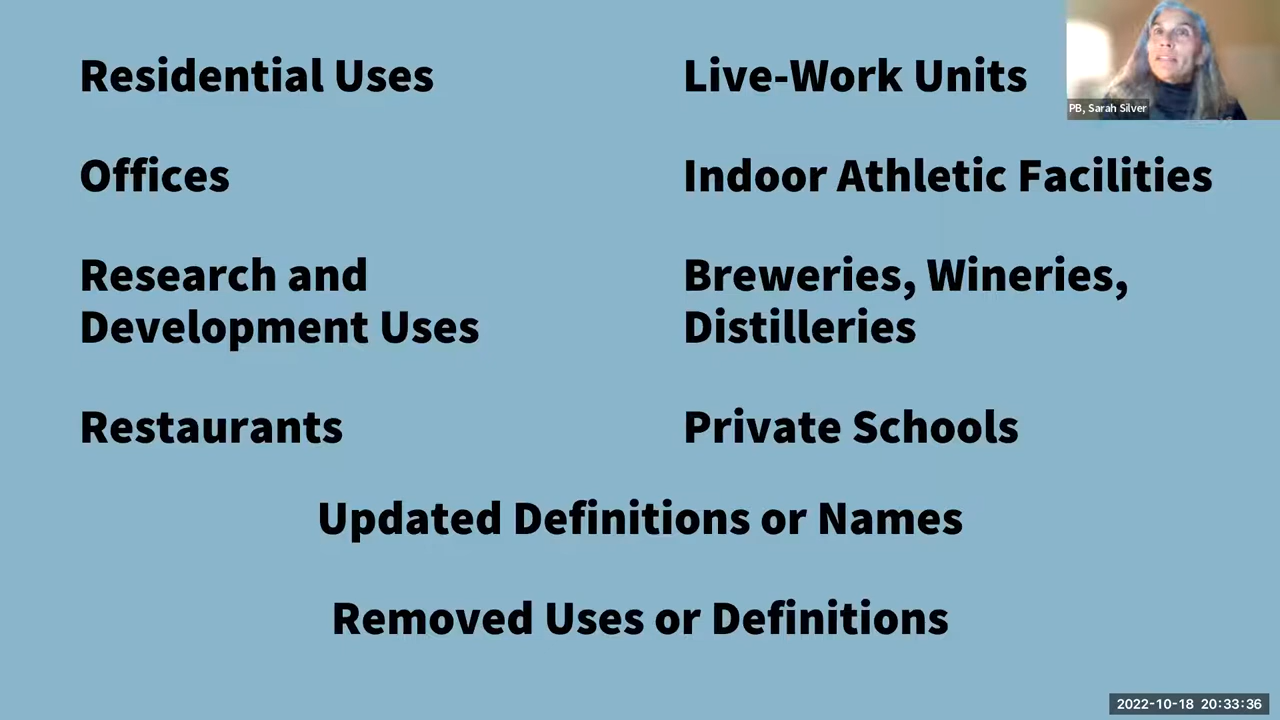 Residential Uses
Live-Work Units
PB, Sarah Silver
Offices
Indoor Athletic Facilities
Research and
Development Uses
Breweries, Wineries,
Distilleries
Restaurants
Private Schools
Updated Definitions or Names
Removed Uses or Definitions
2022-10-18 20:33:36